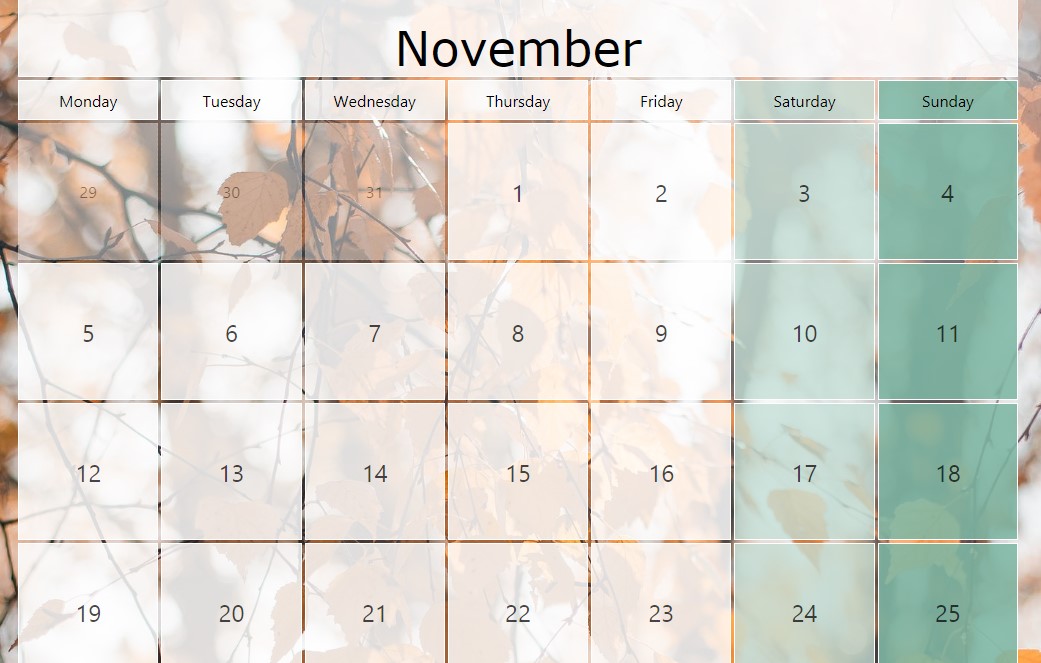 November
Monday Tuesday Wednesday Thursday Friday Saturday Sunday
29 30 31 1 2 3 4
5 6 7 8 9 10 11
12 13 14 15 16 17 18
19 20 21 22 23 24 25